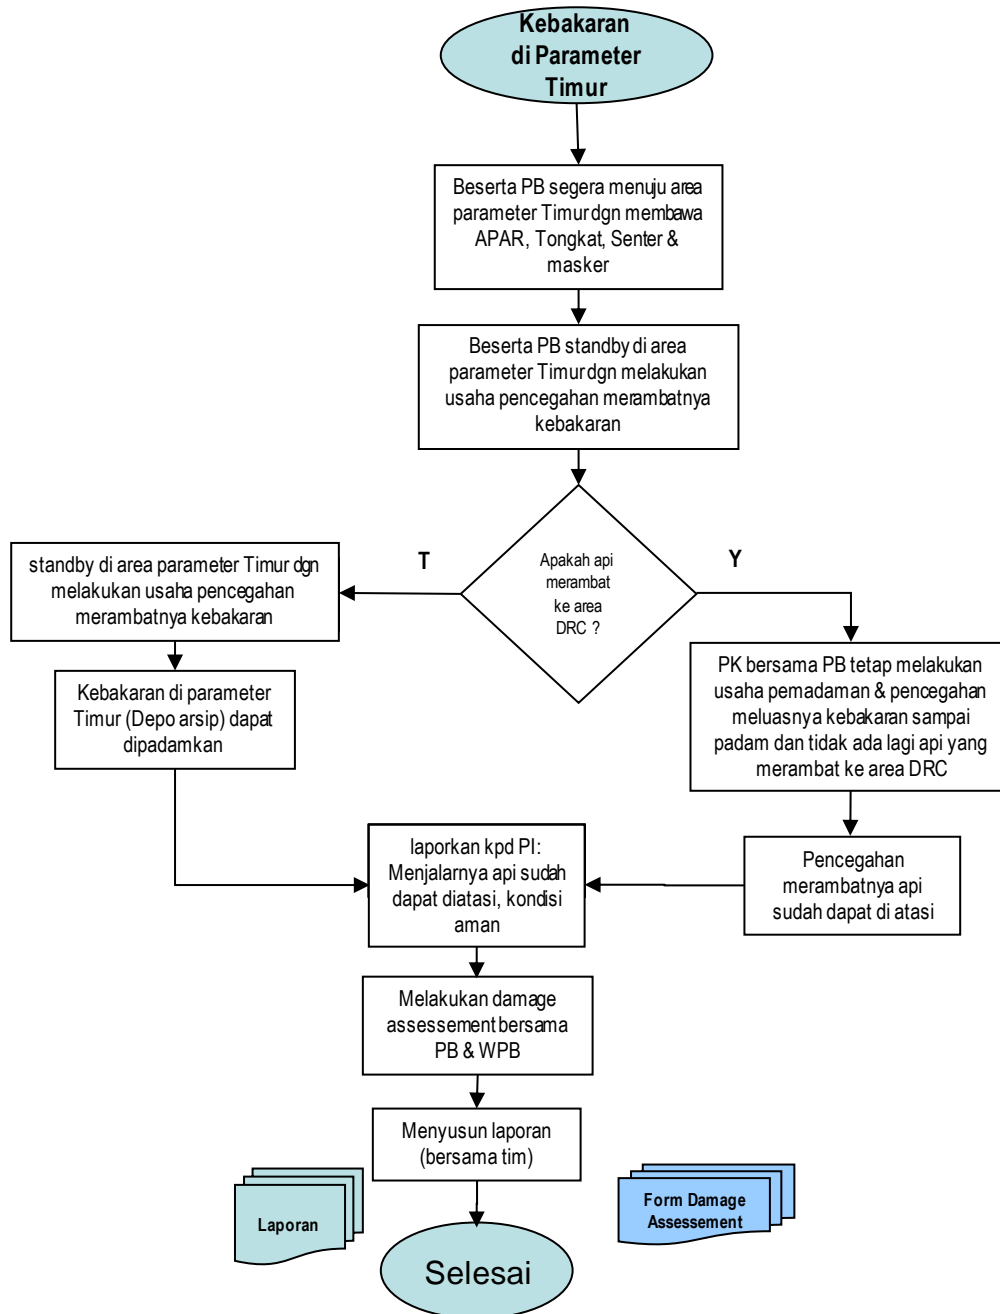 Kebakaran
di Parameter
Timur
Beserta PB segera menuju area
parameter Timur dgn membawa
APAR, Tongkat, Senter &
masker
Beserta PB standby di area
parameter Timur dgn melakukan
usaha pencegahan merambatnya
kebakaran
Apakah api
merambat
ke area
DRC ?
T
Y
standby di area parameter Timur dgn
melakukan usaha pencegahan
merambatnya kebakaran
Kebakaran di parameter
Timur (Depo arsip) dapat
dipadamkan
PK bersama PB tetap melakukan
usaha pemadaman & pencegahan
meluasnya kebakaran sampai
padam dan tidak ada lagi api yang
merambat ke area DRC
Pencegahan
merambatnya api
sudah dapat di atasi
laporkan kpd PI:
Menjalarnya api sudah
dapat diatasi, kondisi
aman
Melakukan damage
assessement bersama
PB & WPB
Menyusun laporan
(bersama tim)
Laporan
Form Damage
Assessment
Selesai